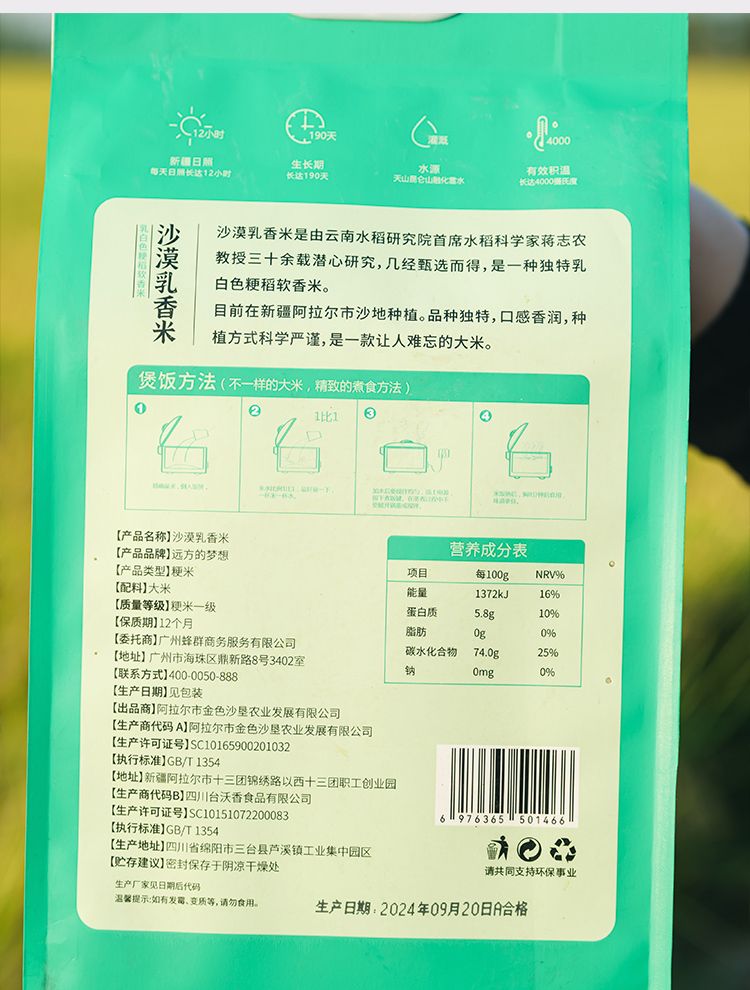 12小时
190天
灌溉
4000
新疆日照
每天日照长达12小时
生长期
长达190天
水源
天山昆仑山融化雪水
有效积温
长达4000摄氏度
沙漠乳香米
乳白色粳稻软香米
沙漠乳香米是由云南水稻研究院首席水稻科学家蒋志农
教授三十余载潜心研究,几经甄选而得,是一种独特乳
白色粳稻软香米。
目前在新疆阿拉尔市沙地种植。品种独特,口感香润,种
植方式科学严谨,是一款让人难忘的大米。
煲饭方法(不一样的大米,精致的煮食方法)
1
2
1比1
3
4
【产品名称】沙漠乳香米
【产品品牌】远方的梦想
【产品类型】粳米
【配料】大米
【质量等级】粳米一级
【保质期】12个月
【委托商】广州蜂群商务服务有限公司
【地址】广州市海珠区鼎新路8号3402室
【联系方式】400-0050-888
【生产日期】见包装
【出品商】阿拉尔市金色沙垦农业发展有限公司
【生产商代码 A】阿拉尔市金色沙垦农业发展有限公司
【生产许可证号】SC10165900201032
【执行标准】GB/T 1354
【地址】新疆阿拉尔市十三团锦绣路以西十三团职工创业园
【生产商代码B】四川台沃香食品有限公司
【生产许可证号】SC10151072200083
【执行标准】GB/T 1354
【生产地址】四川省绵阳市三台县芦溪镇工业集中园区
【贮存建议】密封保存于阴凉干燥处
生产厂家见日期后代码
温馨提示:如有发霉、变质等,请勿食用。
营养成分表
项目 每100g NRV%
能量 1372kJ 16%
蛋白质 5.8g 10%
脂肪 0g 0%
碳水化合物 74.0g 25%
钠 0mg 0%
6 976365 501466
请共同支持环保事业
生产日期:2024年09月20日A合格